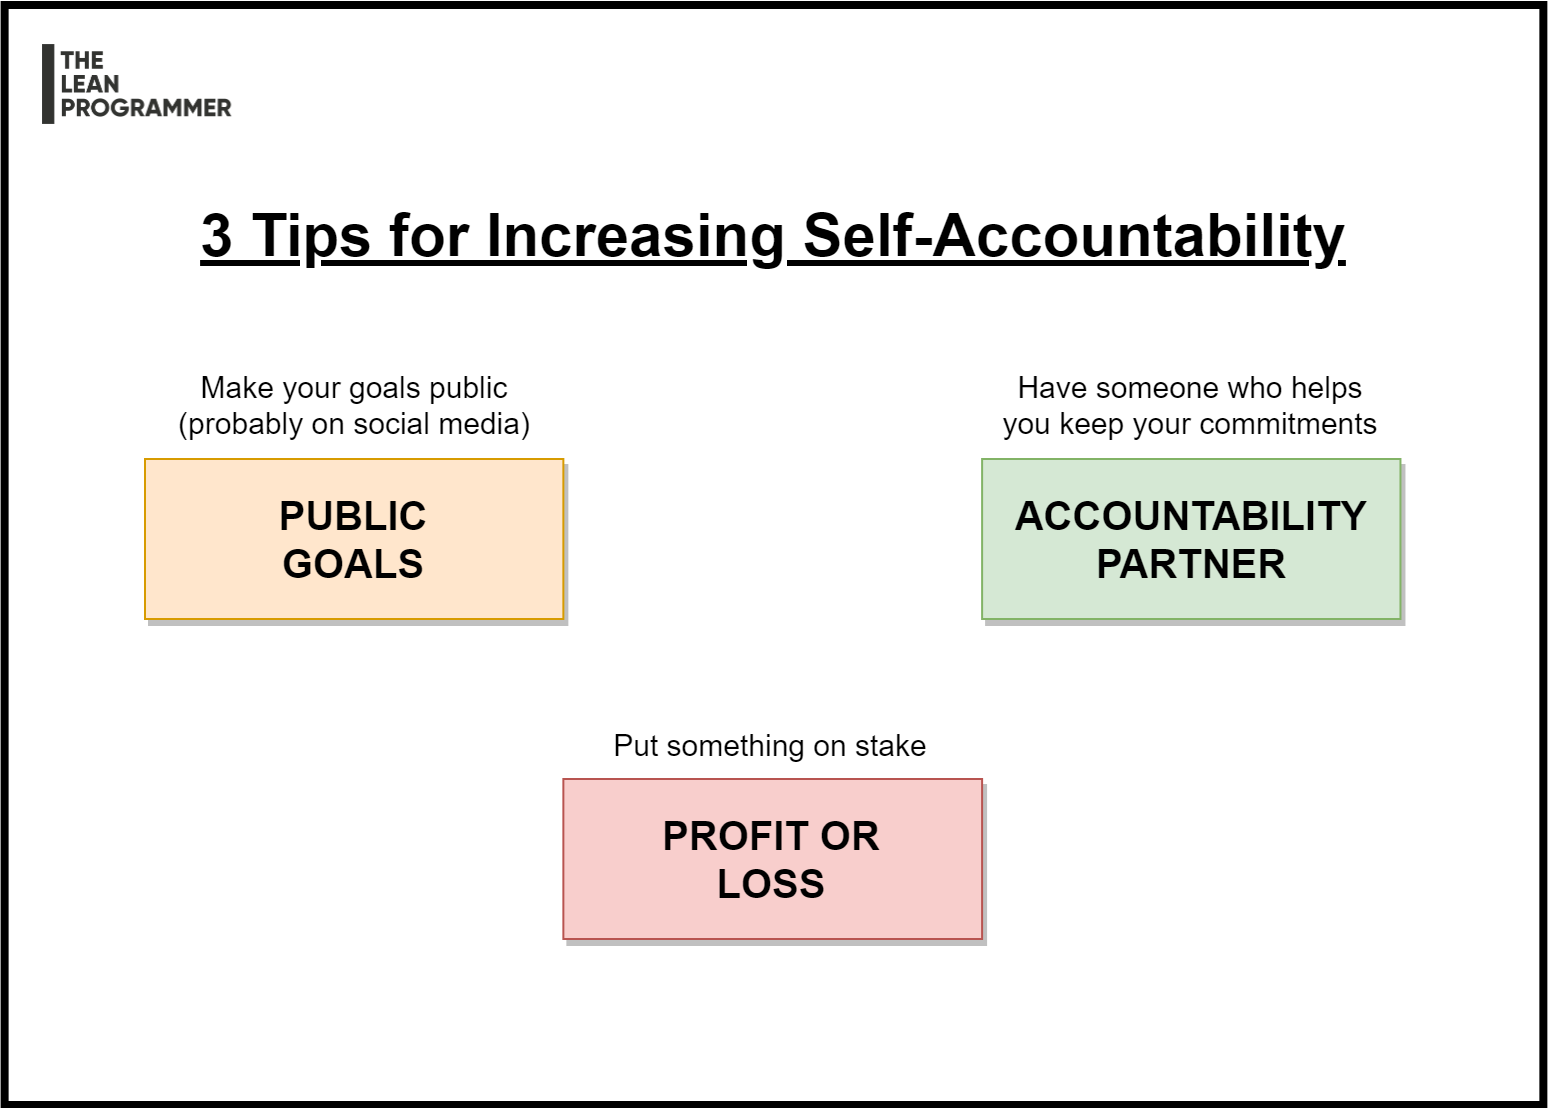 THE
LEAN
PROGRAMMER
3 Tips for Increasing Self-Accountability
Make your goals public
(probably on social media)
PUBLIC
GOALS
Have someone who helps
you keep your commitments
ACCOUNTABILITY
PARTNER
Put something on stake
PROFIT OR
LOSS